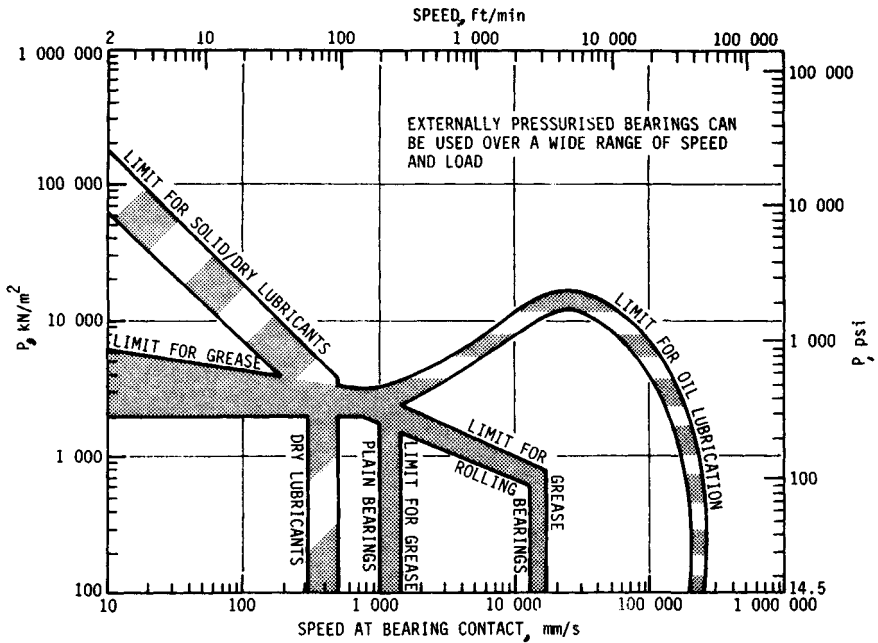 SPEED, ft/min
2 10 100 1 000 10 000 100 000
1 000 000
100 000
10 000
1 000
100
P, kN/m²
100 000
10 000
1 000
100
14.5
P, psi
EXTERNALLY PRESSURISED BEARINGS CAN
BE USED OVER A WIDE RANGE OF SPEED
AND LOAD
LIMIT FOR SOLID/DRY LUBRICANTS
LIMIT FOR GREASE
LIMIT FOR OIL LUBRICATION
DRY LUBRICANTS
PLAIN BEARINGS
LIMIT FOR GREASE
LIMIT FOR GREASE
ROLLING BEARINGS
10 100 1 000 10 000 100 000 1 000 000
SPEED AT BEARING CONTACT, mm/s